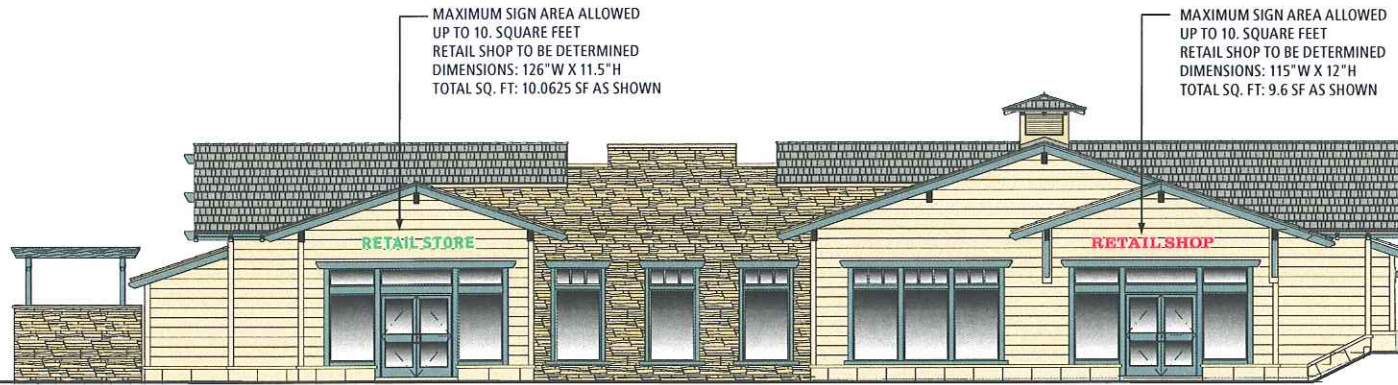 MAXIMUM SIGN AREA ALLOWED
UP TO 10. SQUARE FEET
RETAIL SHOP TO BE DETERMINED
DIMENSIONS: 126"W X 11.5"H
TOTAL SQ. FT: 10.0625 SF AS SHOWN
MAXIMUM SIGN AREA ALLOWED
UP TO 10. SQUARE FEET
RETAIL SHOP TO BE DETERMINED
DIMENSIONS: 115"W X 12"H
TOTAL SQ. FT: 9.6 SF AS SHOWN
RETAIL STORE
RETAIL SHOP